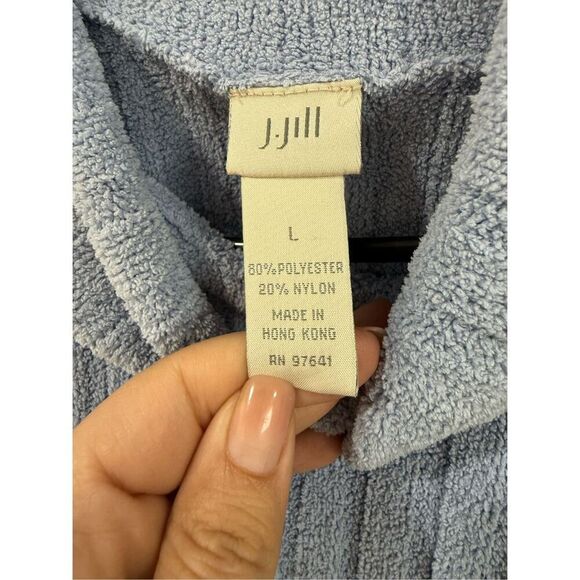 J.Jill
L
80% POLYESTER
20% NYLON
MADE IN
HONG KONG
RN 97641